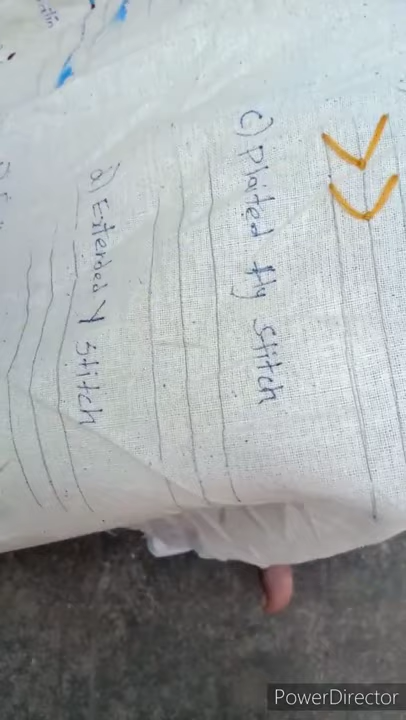 c) Plaited fly Stitch
d) Extended Y Stitch
PowerDirector